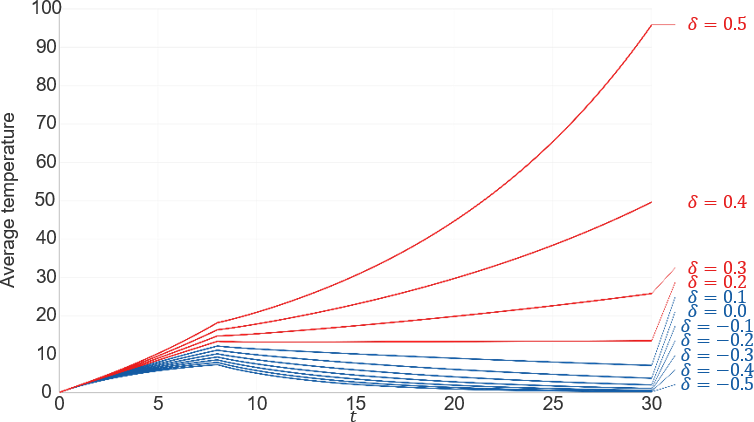 100
90
80
70
60
50
40
30
20
10
0
Average temperature
0 5 10 15 20 25 30
t
δ = 0.5
δ = 0.4
δ = 0.3
δ = 0.2
δ = 0.1
δ = 0.0
δ = −0.1
δ = −0.2
δ = −0.3
δ = −0.4
δ = −0.5